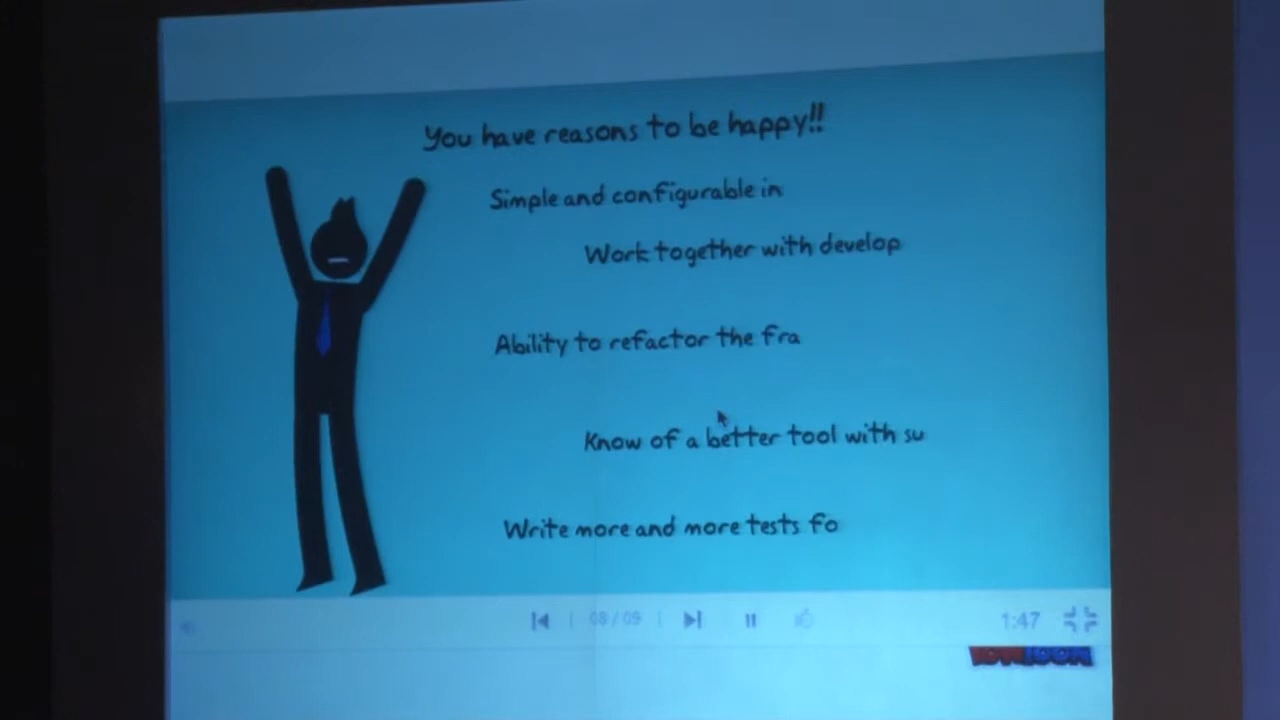 You have reasons to be happy!!
Simple and configurable in
Work together with develop
Ability to refactor the fra
Know of a better tool with su
Write more and more tests fo
08/09
1:47